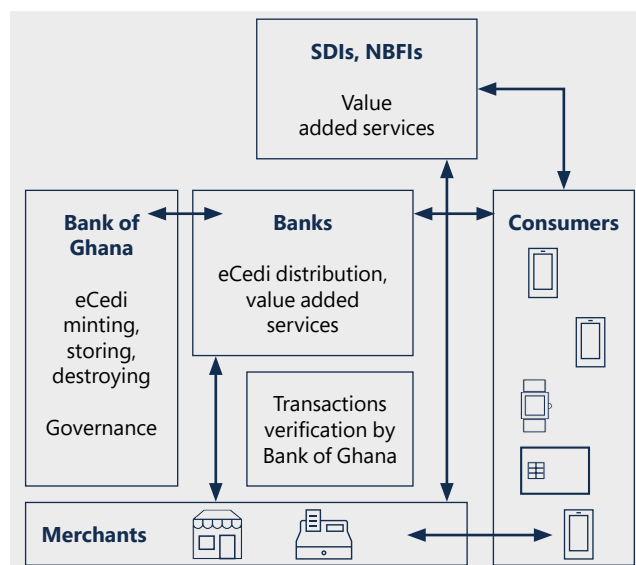 SDIs, NBFIs
Value
added services
Bank of
Ghana
eCedi
minting,
storing,
destroying
Governance
Banks
eCedi distribution,
value added
services
Consumers
Transactions
verification by
Bank of Ghana
Merchants